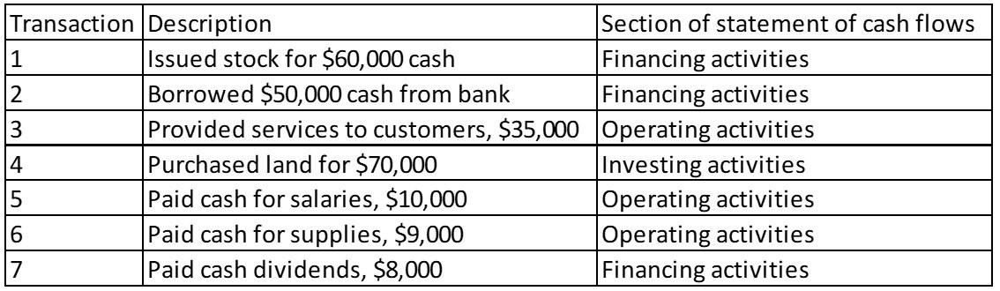 Transaction Description Section of statement of cash flows
1 Issued stock for $60,000 cash Financing activities
2 Borrowed $50,000 cash from bank Financing activities
3 Provided services to customers, $35,000 Operating activities
4 Purchased land for $70,000 Investing activities
5 Paid cash for salaries, $10,000 Operating activities
6 Paid cash for supplies, $9,000 Operating activities
7 Paid cash dividends, $8,000 Financing activities